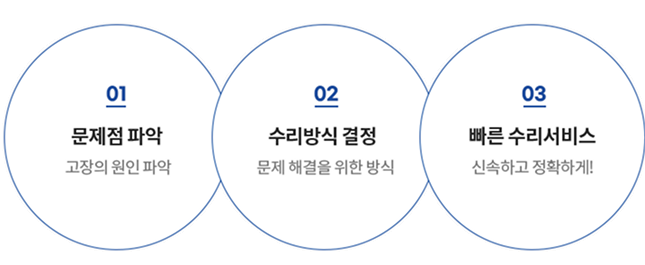 01
문제점 파악
고장의 원인 파악
02
수리방식 결정
문제 해결을 위한 방식
03
빠른 수리서비스
신속하고 정확하게!